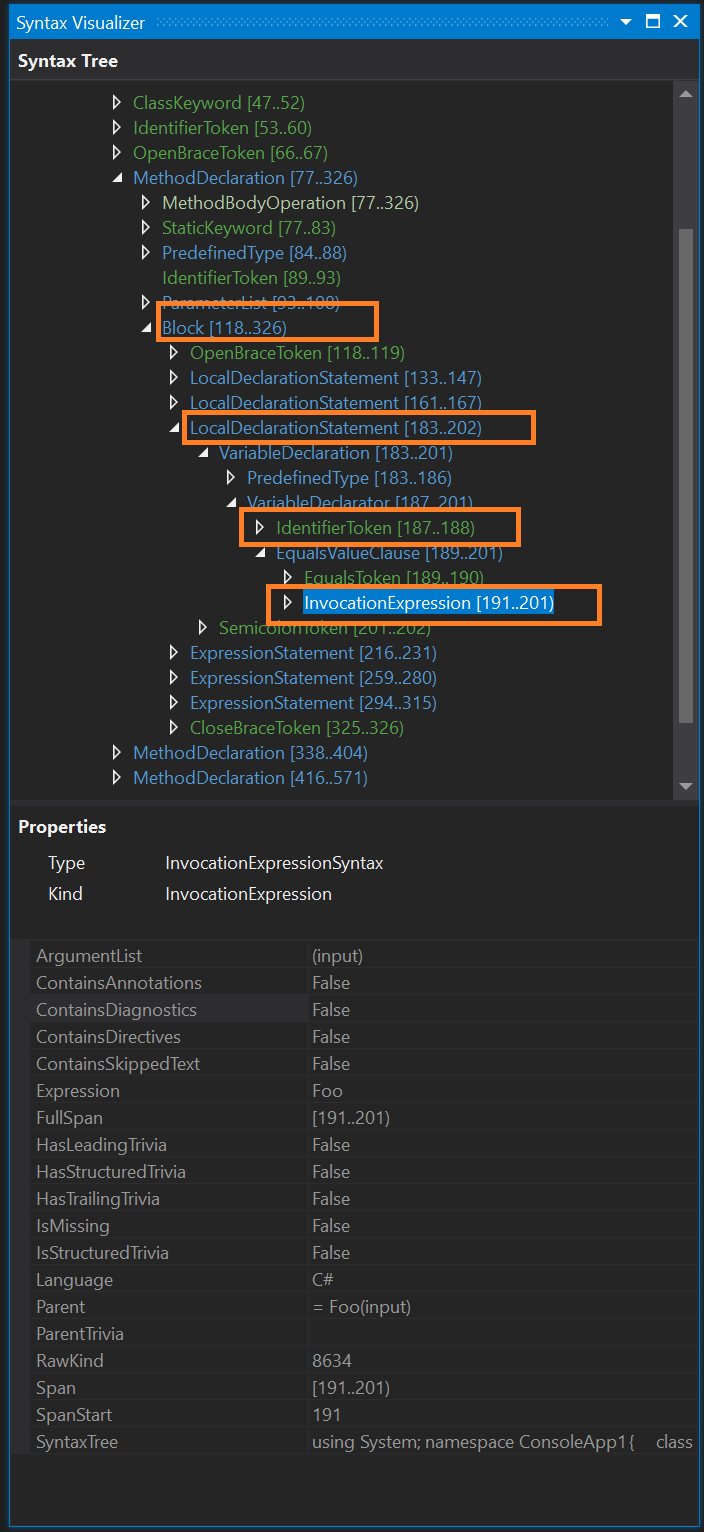 Syntax Visualizer
Syntax Tree
ClassKeyword [47..52)
IdentifierToken [53..60)
OpenBraceToken [66..67)
MethodDeclaration [77..326)
MethodBodyOperation [77..326)
StaticKeyword [77..83)
PredefinedType [84..88)
IdentifierToken [89..93)
ParameterList [93..108)
Block [118..326)
OpenBraceToken [118..119)
LocalDeclarationStatement [133..147)
LocalDeclarationStatement [161..167)
LocalDeclarationStatement [183..202)
VariableDeclaration [183..201)
PredefinedType [183..186)
VariableDeclarator [187..201)
IdentifierToken [187..188)
EqualsValueClause [189..201)
EqualsToken [189..190)
InvocationExpression [191..201)
SemicolonToken [201..202)
ExpressionStatement [216..231)
ExpressionStatement [259..280)
ExpressionStatement [294..315)
CloseBraceToken [325..326)
MethodDeclaration [338..404)
MethodDeclaration [416..571)
Properties
Type InvocationExpressionSyntax
Kind InvocationExpression
ArgumentList (input)
ContainsAnnotations False
ContainsDiagnostics False
ContainsDirectives False
ContainsSkippedText False
Expression Foo
FullSpan [191..201)
HasLeadingTrivia False
HasStructuredTrivia False
HasTrailingTrivia False
IsMissing False
IsStructuredTrivia False
Language C#
Parent = Foo(input)
ParentTrivia
RawKind 8634
Span [191..201)
SpanStart 191
SyntaxTree using System; namespace ConsoleApp1{ class